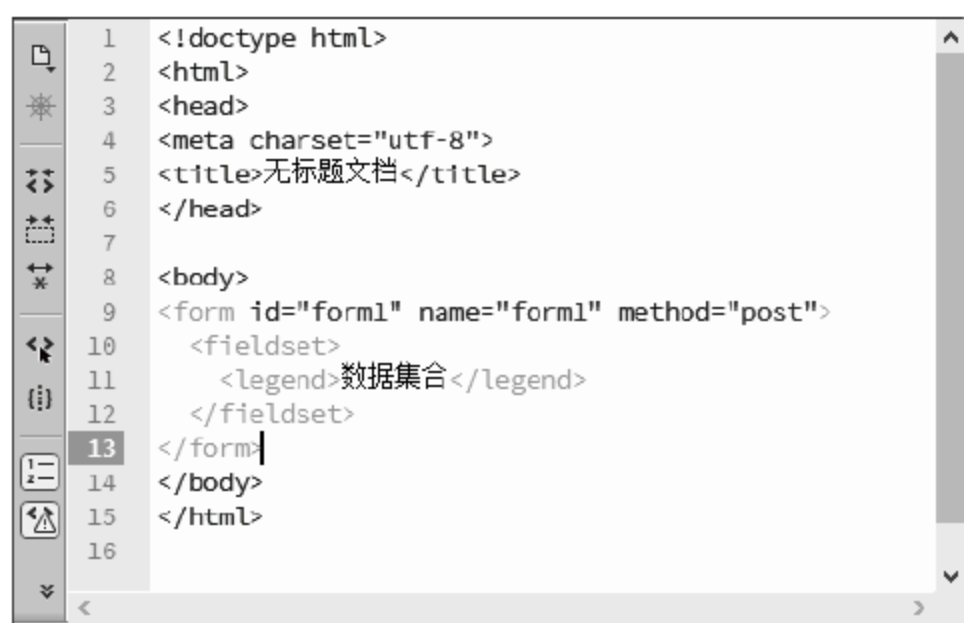 1 <!doctype html>
2 <html>
3 <head>
4 <meta charset="utf-8">
5 <title>无标题文档</title>
6 </head>
7
8 <body>
9 <form id="form1" name="form1" method="post">
10 <fieldset>
11 <legend>数据集合</legend>
12 </fieldset>
13 </form>
14 </body>
15 </html>
16